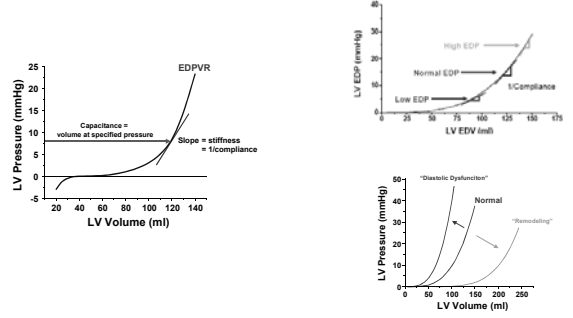 25
EDPVR
20
15
10
5
0
-5
Capacitance =
volume at specified pressure
Slope = stiffness
= 1/compliance
LV Pressure (mmHg)
20 40 60 80 100 120 140
LV Volume (ml)
40
30
20
10
0
LV EDP (mmHg)
High EDP
Normal EDP
Low EDP
1/Compliance
0 25 50 75 100 125 150 175
LV EDV (ml)
50
40
30
20
10
0
LV Pressure (mmHg)
"Diastolic Dysfunciton"
Normal
"Remodeling"
0 50 100 150 200 250
LV Volume (ml)